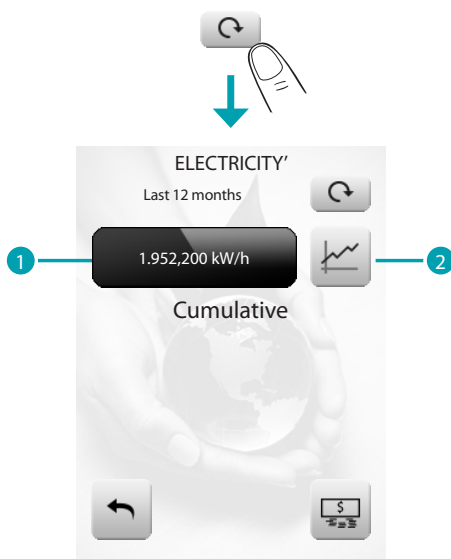 ELECTRICITY'
Last 12 months
1
1.952,200 kW/h
2
Cumulative
$